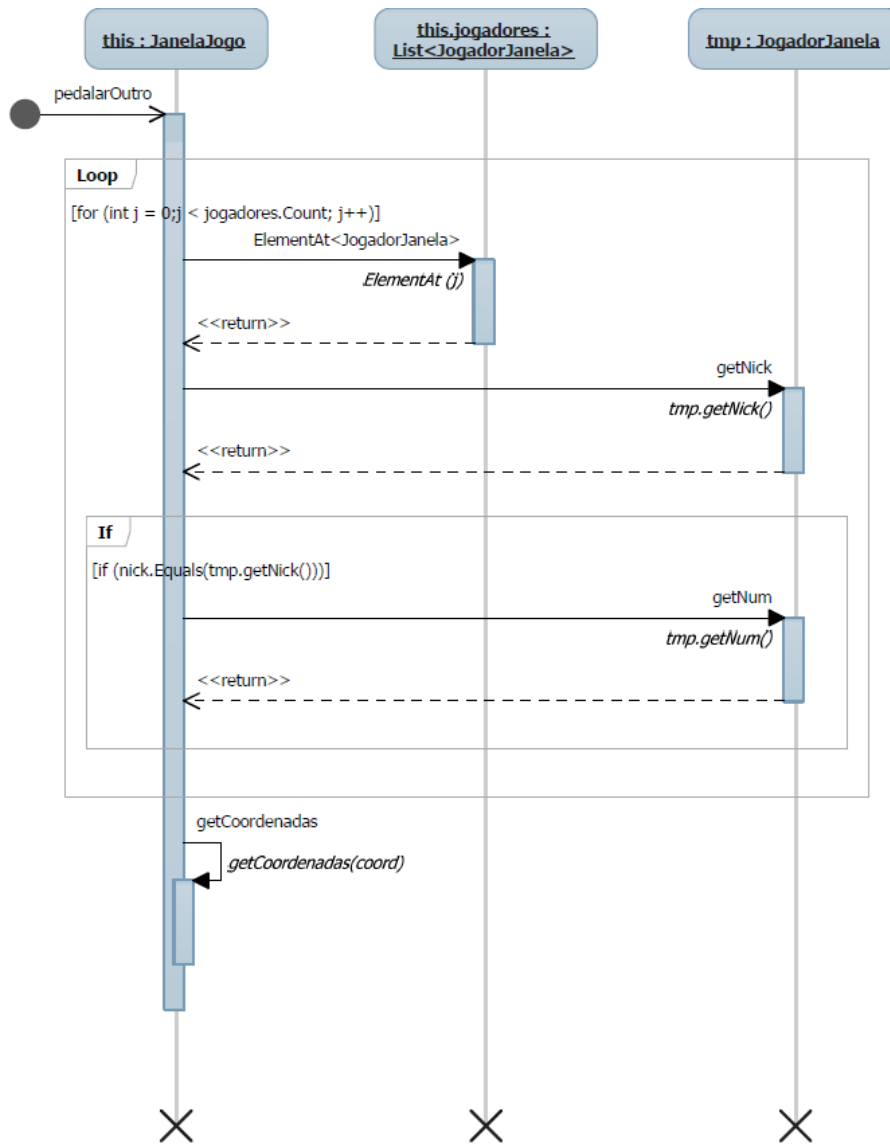 this : JanelaJogo
this.jogadores :
List<JogadorJanela>
tmp : JogadorJanela
pedalarOutro
Loop
[for (int j = 0;j < jogadores.Count; j++)]
ElementAt<JogadorJanela>
.ElementAt (j)
<<return>>
getNick
tmp.getNick()
<<return>>
If
[if (nick.Equals(tmp.getNick()))]
getNum
tmp.getNum()
<<return>>
getCoordenadas
getCoordenadas(coord)